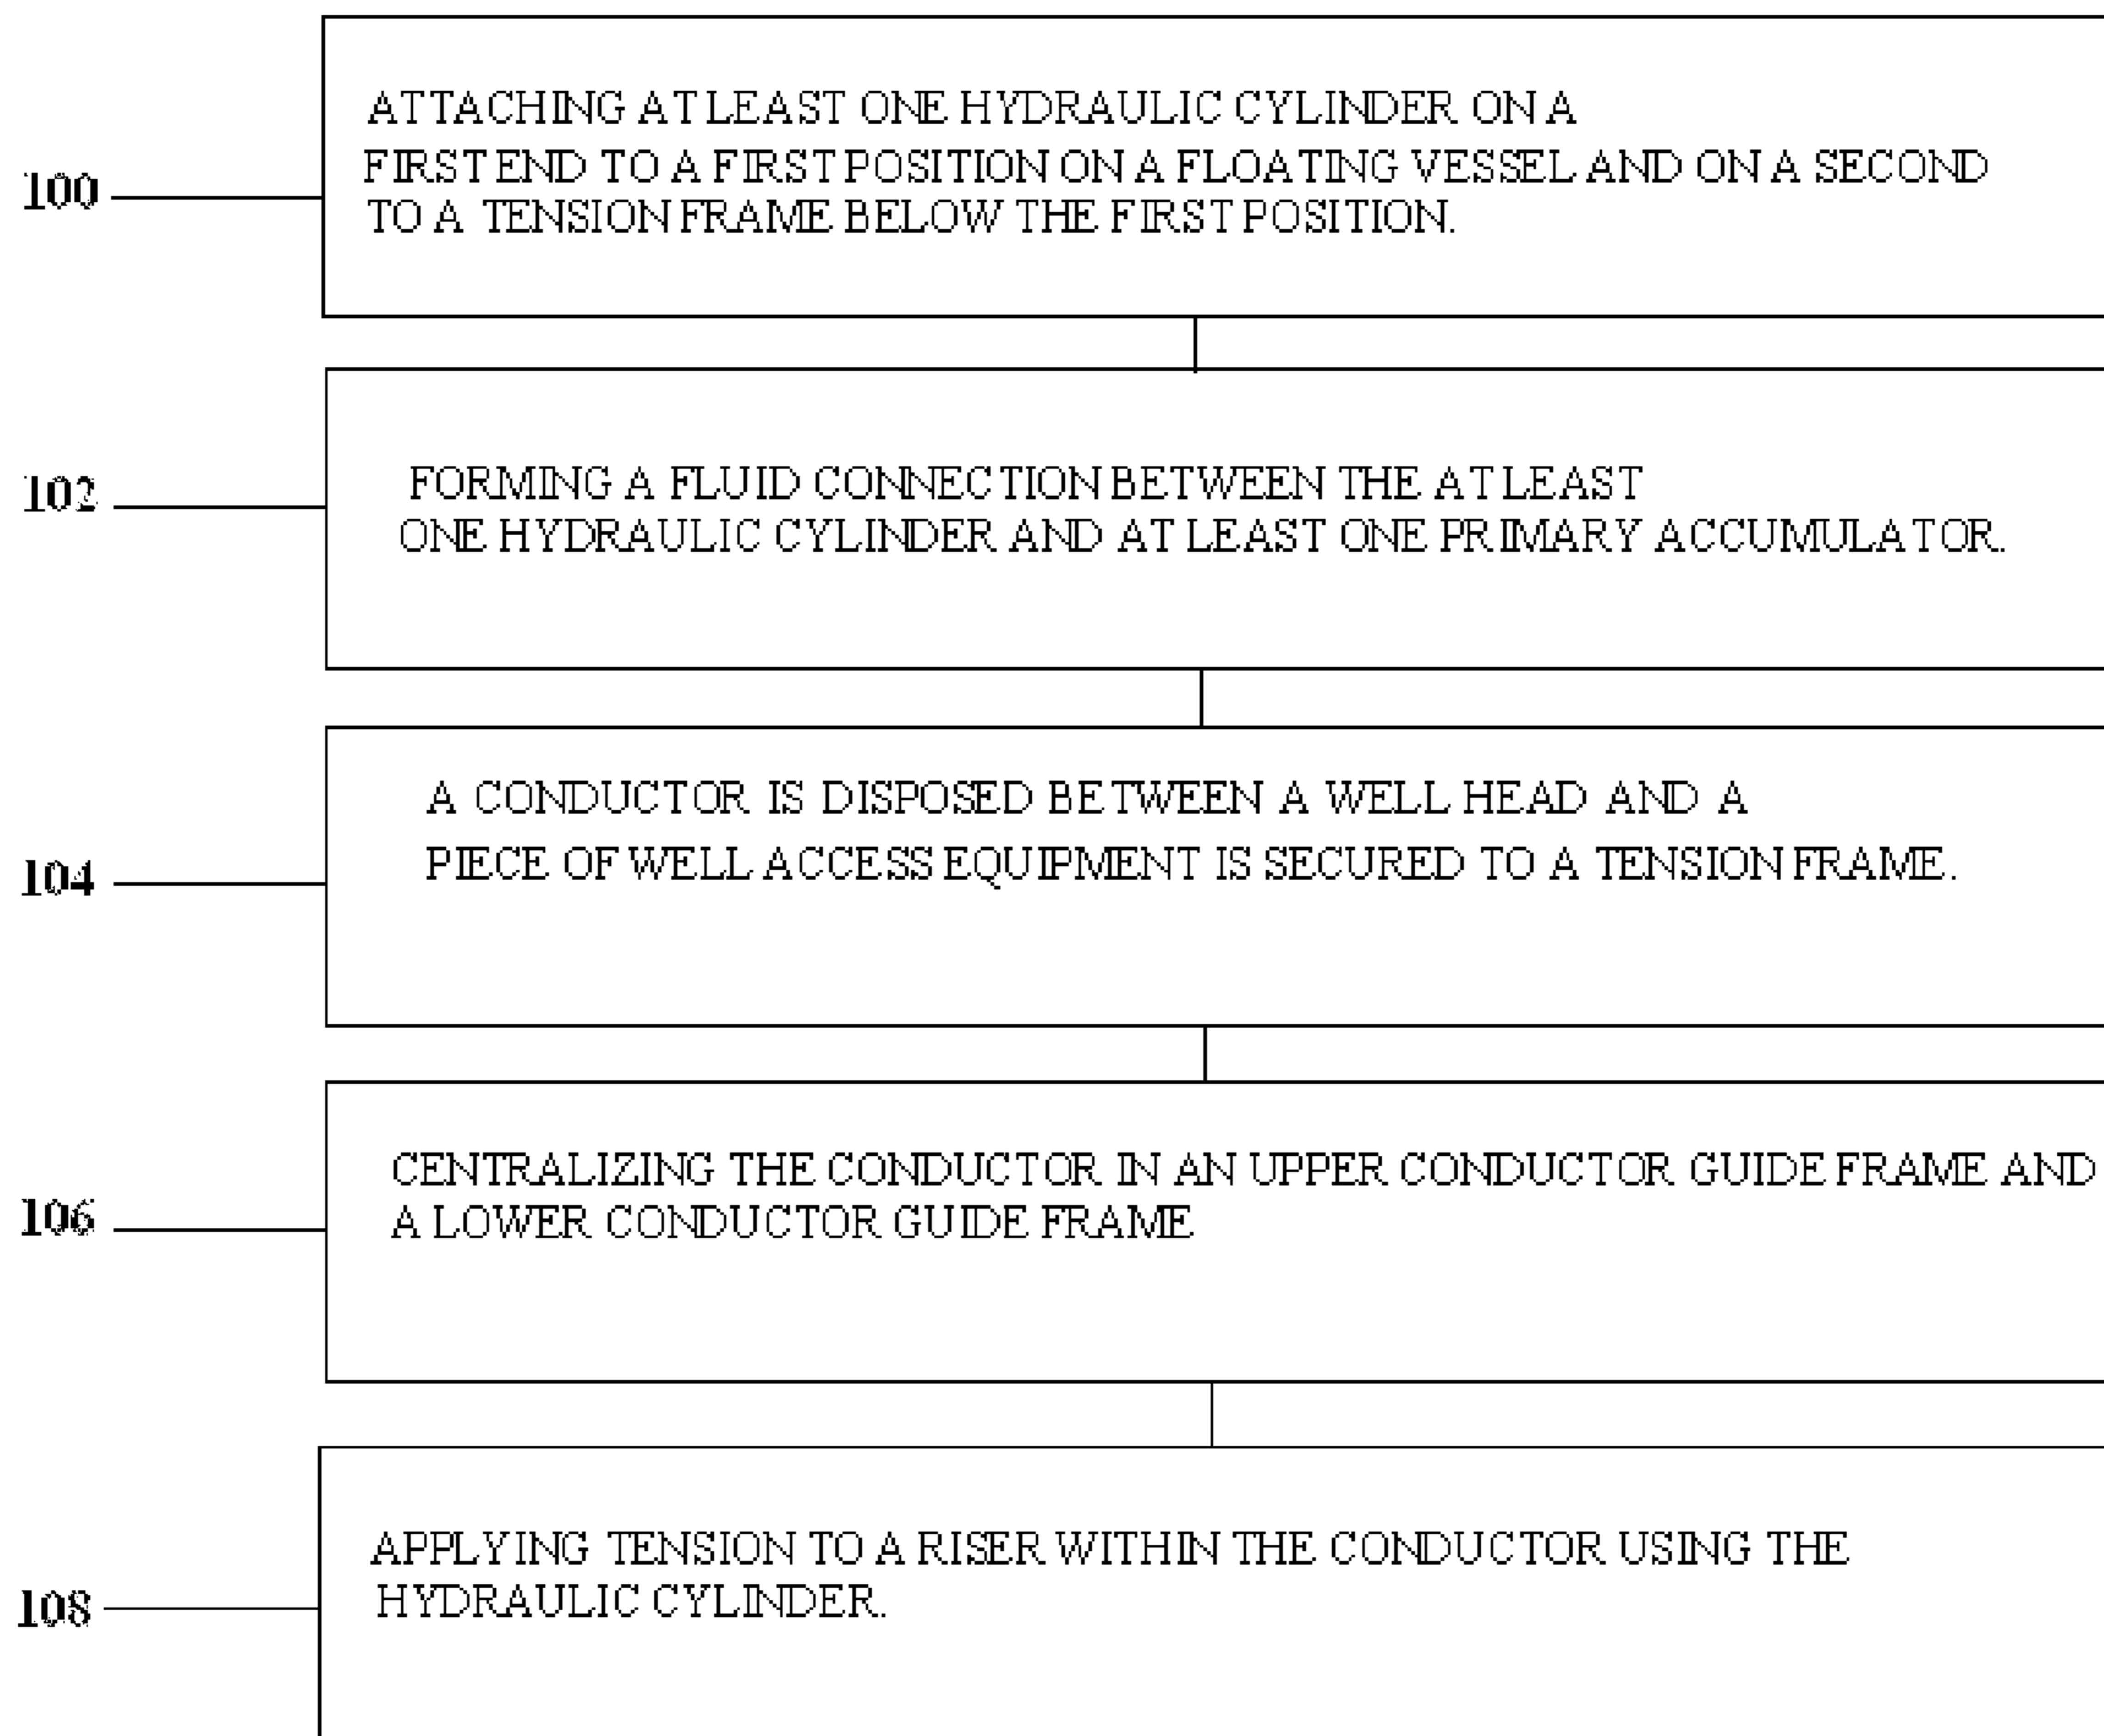 ATTACHING AT LEAST ONE HYDRAULIC CYLINDER ON A
FIRST END TO A FIRST POSITION ON A FLOATING VESSEL AND ON A SECOND
100
TO A TENSION FRAME BELOW THE FIRST POSITION.
FORMING A FLUID CONNECTION BETWEEN THE AT LEAST
102
ONE HYDRAULIC CYLINDER AND AT LEAST ONE PRIMARY ACCUMULATOR.
A CONDUCTOR IS DISPOSED BETWEEN A WELL HEAD AND A
PIECE OF WELL ACCESS EQUIPMENT IS SECURED TO A TENSION FRAME.
104
CENTRALIZING THE CONDUCTOR IN AN UPPER CONDUCTOR GUIDE FRAME AND
106
A LOWER CONDUCTOR GUIDE FRAME
APPLYING TENSION TO A RISER WITHIN THE CONDUCTOR USING THE
HYDRAULIC CYLINDER.
108